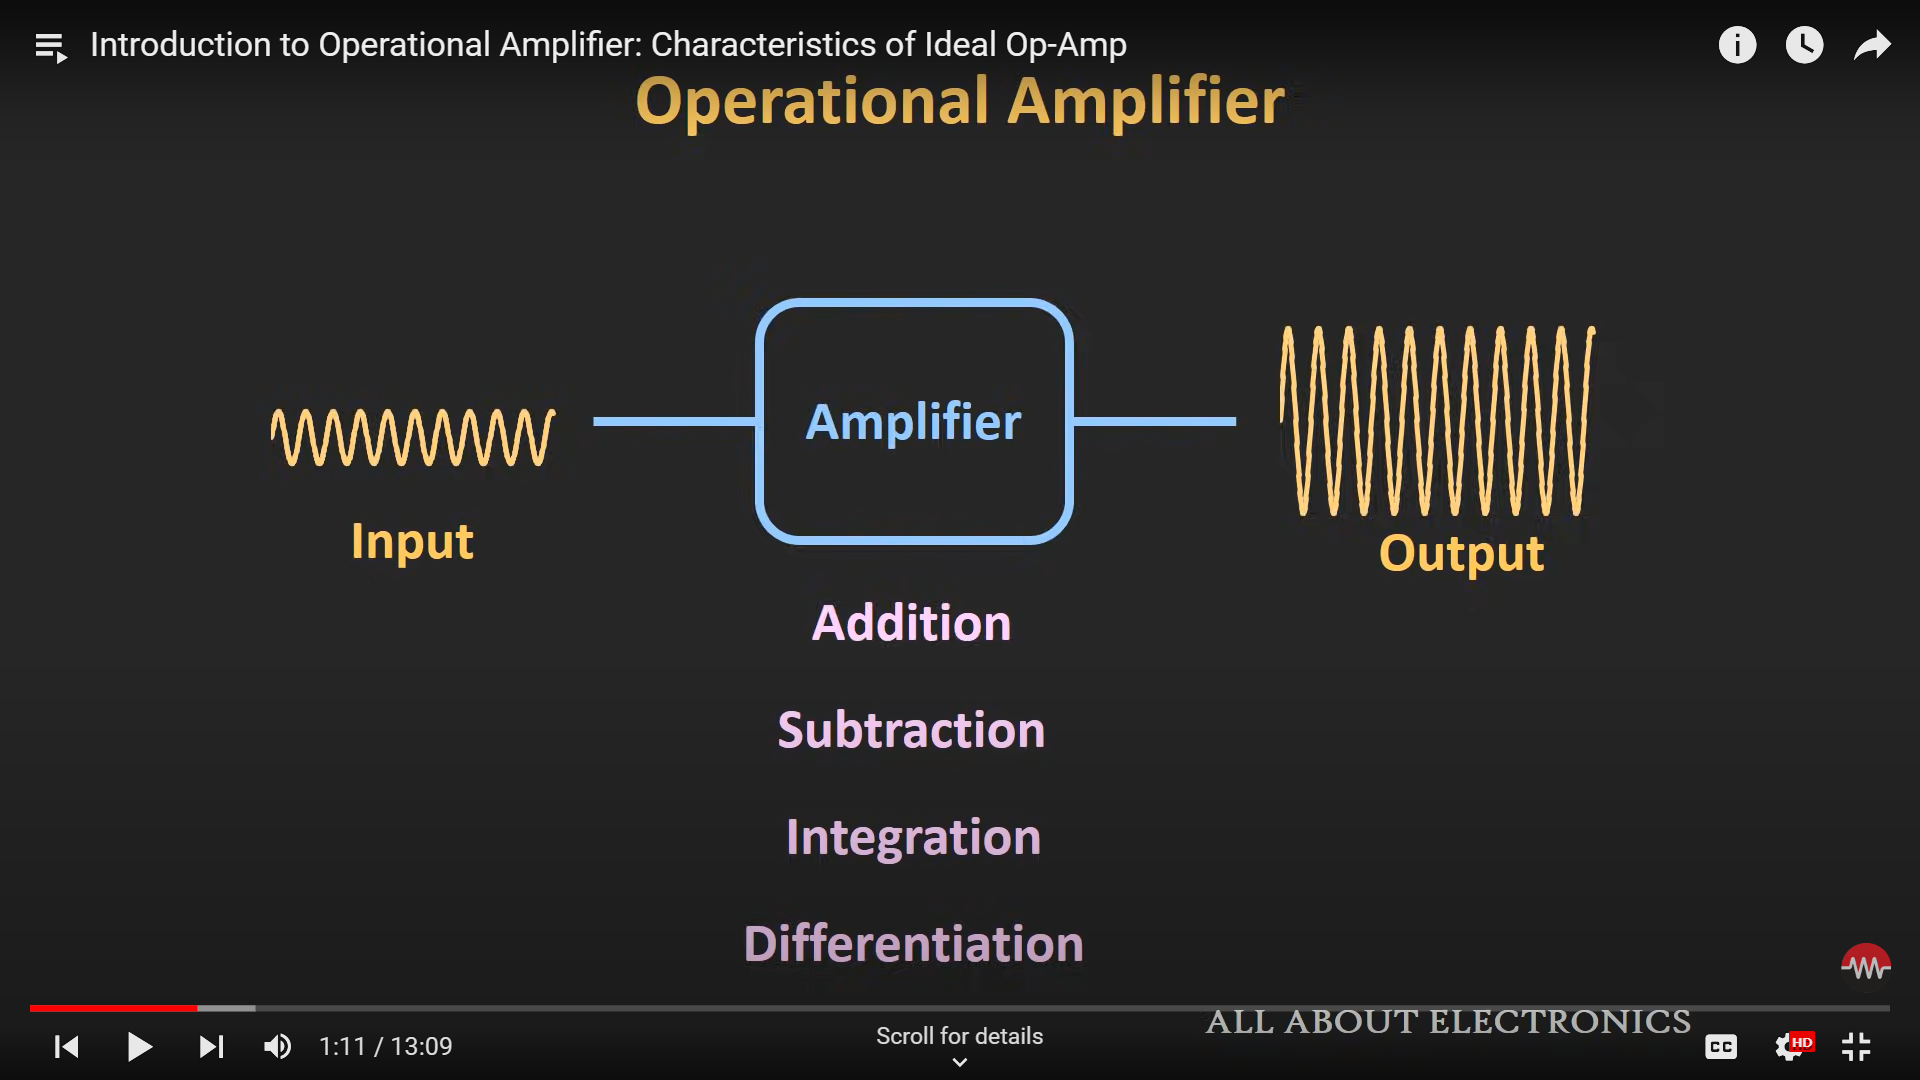 Introduction to Operational Amplifier: Characteristics of Ideal Op-Amp
Operational Amplifier
Amplifier
Input
Output
Addition
Subtraction
Integration
Differentiation
ALL ABOUT ELECTRONICS
1:11 / 13:09
Scroll for details
CC
HD